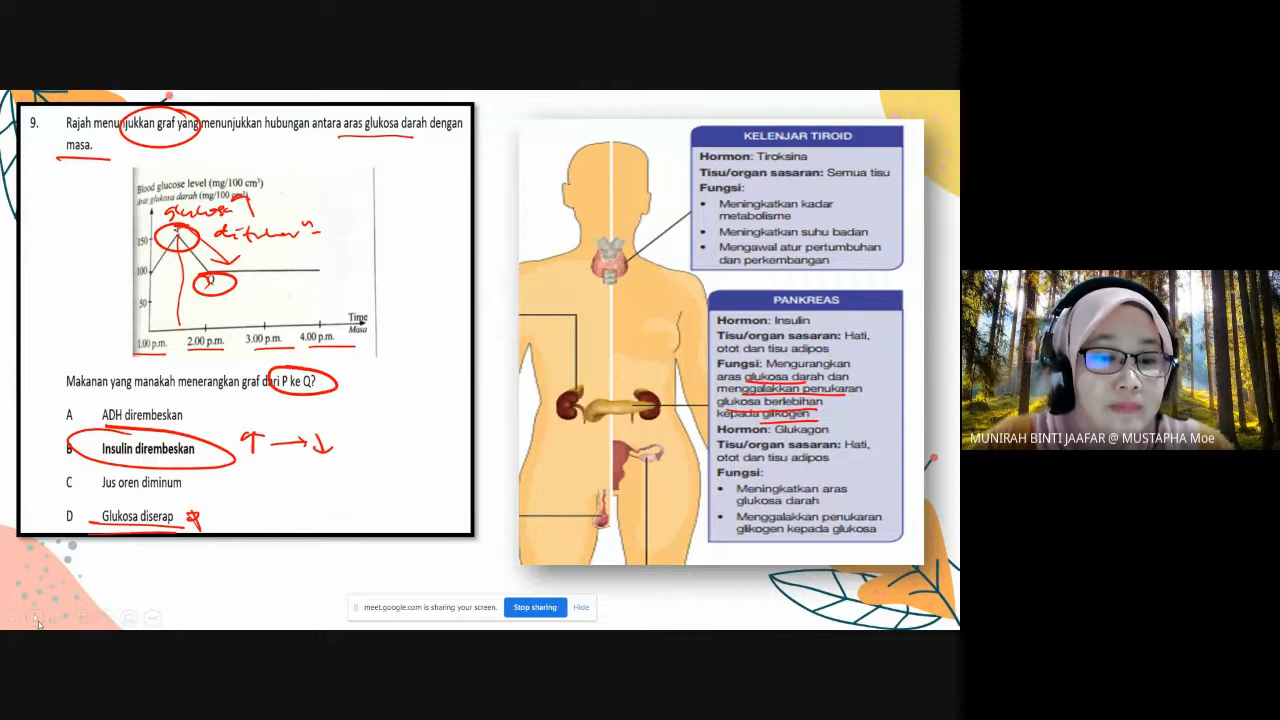 9. Rajah menunjukkan graf yang menunjukkan hubungan antara aras glukosa darah dengan
masa.
Blood glucose level (mg/100 cm³)
Aras glukosa darah (mg/100 cm³)
glukosa ↑
150
100
50
Q
Time
Masa
1.00 p.m. 2.00 p.m. 3.00 p.m. 4.00 p.m.
Makanan yang manakah menerangkan graf dari P ke Q?
A ADH dirembeskan
B Insulin dirembeskan ↑ → ↓
C Jus oren diminum
D Glukosa diserap
KELENJAR TIROID
Hormon: Tiroksina
Tisu/organ sasaran: Semua tisu
Fungsi:
• Meningkatkan kadar
metabolisme
• Meningkatkan suhu badan
• Mengawal atur pertumbuhan
dan perkembangan
PANKREAS
Hormon: Insulin
Tisu/organ sasaran: Hati,
otot dan tisu adipos
Fungsi: Mengurangkan
aras glukosa darah dan
menggalakkan penukaran
glukosa berlebihan
kepada glikogen
Hormon: Glukagon
Tisu/organ sasaran: Hati,
otot dan tisu adipos
Fungsi:
• Meningkatkan aras
glukosa darah
• Menggalakkan penukaran
glikogen kepada glukosa
meet.google.com is sharing your screen. Stop sharing Hide
MUNIRAH BINTI JAAFAR @ MUSTAPHA Moe